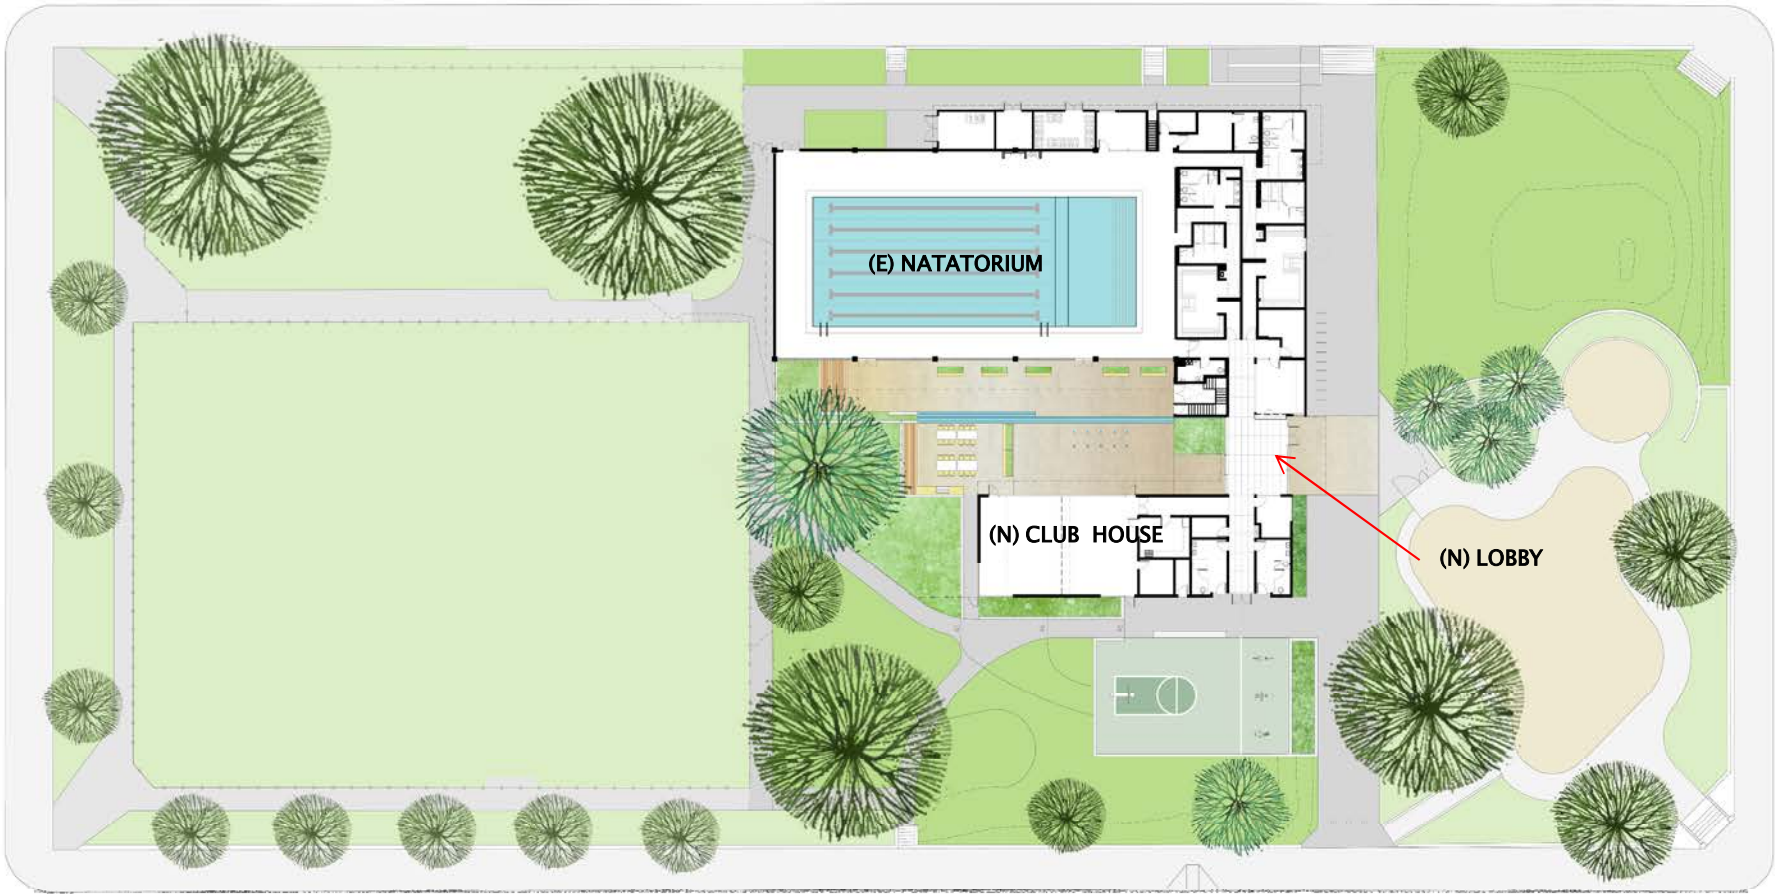 (E) NATATORIUM
(N) CLUB  HOUSE
(N) LOBBY